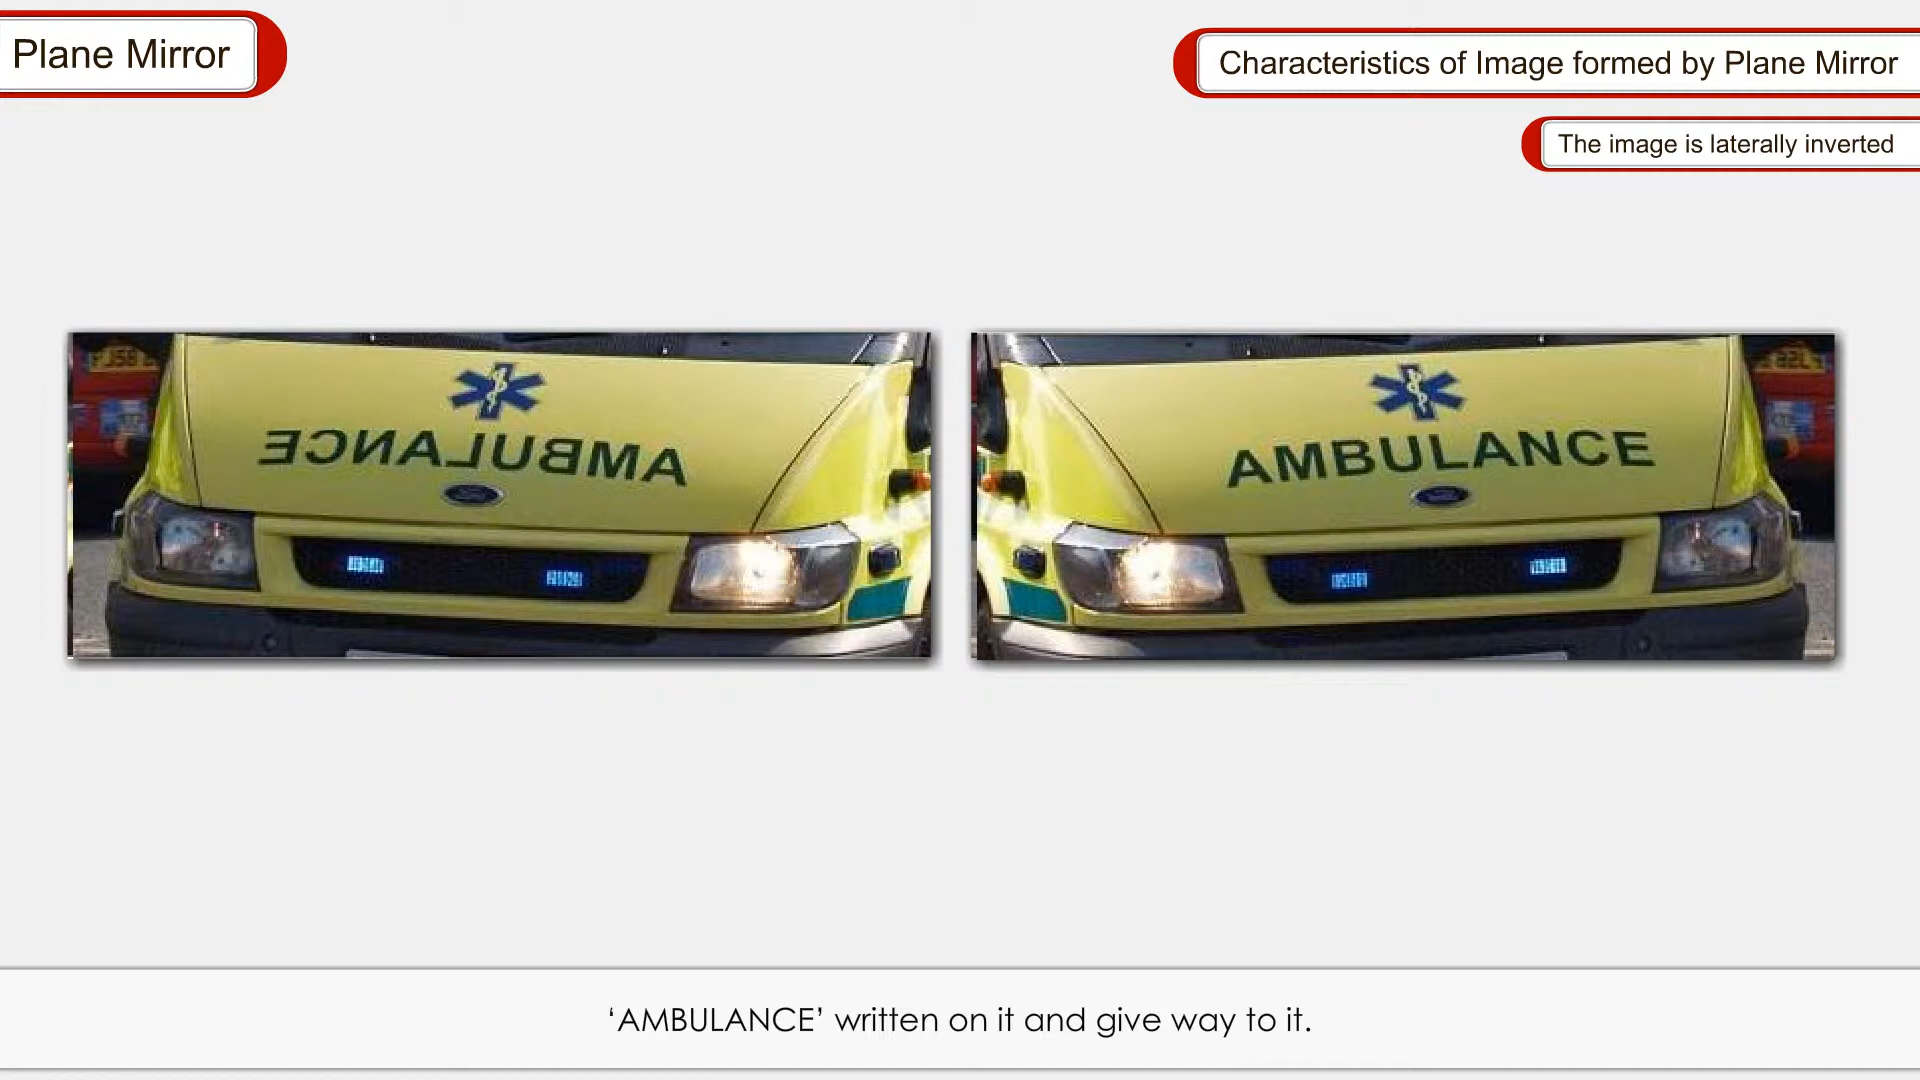 Plane Mirror
Characteristics of Image formed by Plane Mirror
The image is laterally inverted
AMBULANCE
AMBULANCE
‘AMBULANCE’ written on it and give way to it.